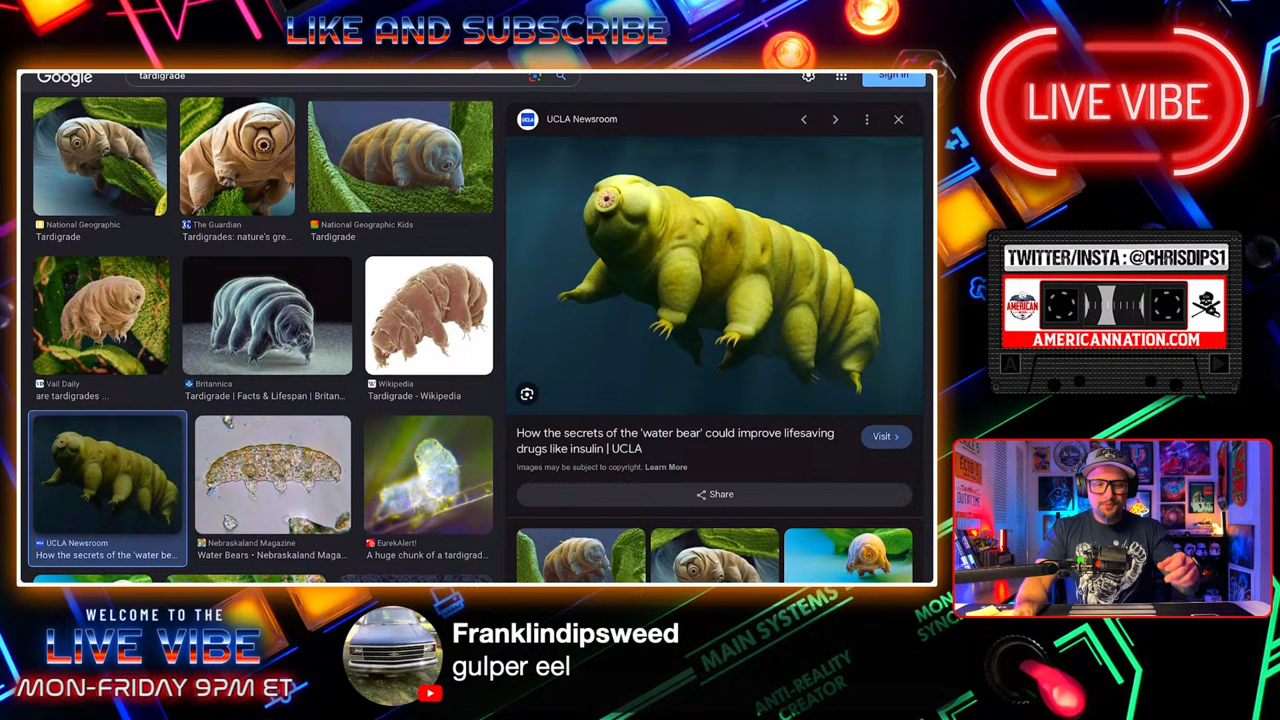 LIKE AND SUBSCRIBE
Google
tardigrade
Sign in
National Geographic
Tardigrade
The Guardian
Tardigrades: nature's gre...
National Geographic Kids
Tardigrade
Vail Daily
are tardigrades ...
Britannica
Tardigrade | Facts & Lifespan | Britan...
Wikipedia
Tardigrade - Wikipedia
UCLA Newsroom
How the secrets of the 'water be...
Nebraskaland Magazine
Water Bears • Nebraskaland Maga...
EurekAlert!
A huge chunk of a tardigrad...
UCLA
UCLA Newsroom
How the secrets of the 'water bear' could improve lifesaving
drugs like insulin | UCLA
Visit
Images may be subject to copyright. Learn More
Share
LIVE VIBE
TWITTER/INSTA : @CHRISDIPS1
AMERICAN
AMERICANNATION.COM
A
WELCOME TO THE
LIVE VIBE
MON-FRIDAY 9PM ET
Franklindipsweed
gulper eel
MAIN SYSTEMS
ANTI-REALITY
CREATOR